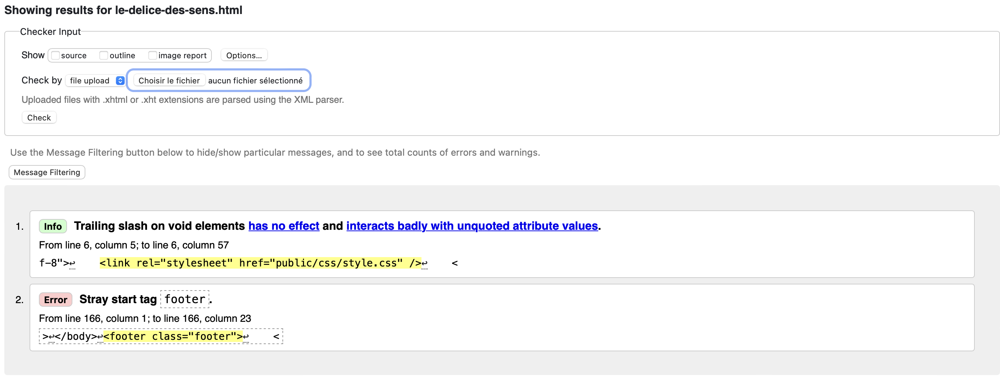 Showing results for le-delice-des-sens.html
Checker Input
Show source outline image report Options...
Check by file upload Choisir le fichier aucun fichier sélectionné
Uploaded files with .xhtml or .xht extensions are parsed using the XML parser.
Check
Use the Message Filtering button below to hide/show particular messages, and to see total counts of errors and warnings.
Message Filtering
1. Info Trailing slash on void elements has no effect and interacts badly with unquoted attribute values.
From line 6, column 5; to line 6, column 57
f-8">↩    <link rel="stylesheet" href="public/css/style.css" />↩    <
2. Error Stray start tag footer.
From line 166, column 1; to line 166, column 23
>↩</body>↩<footer class="footer">↩    <